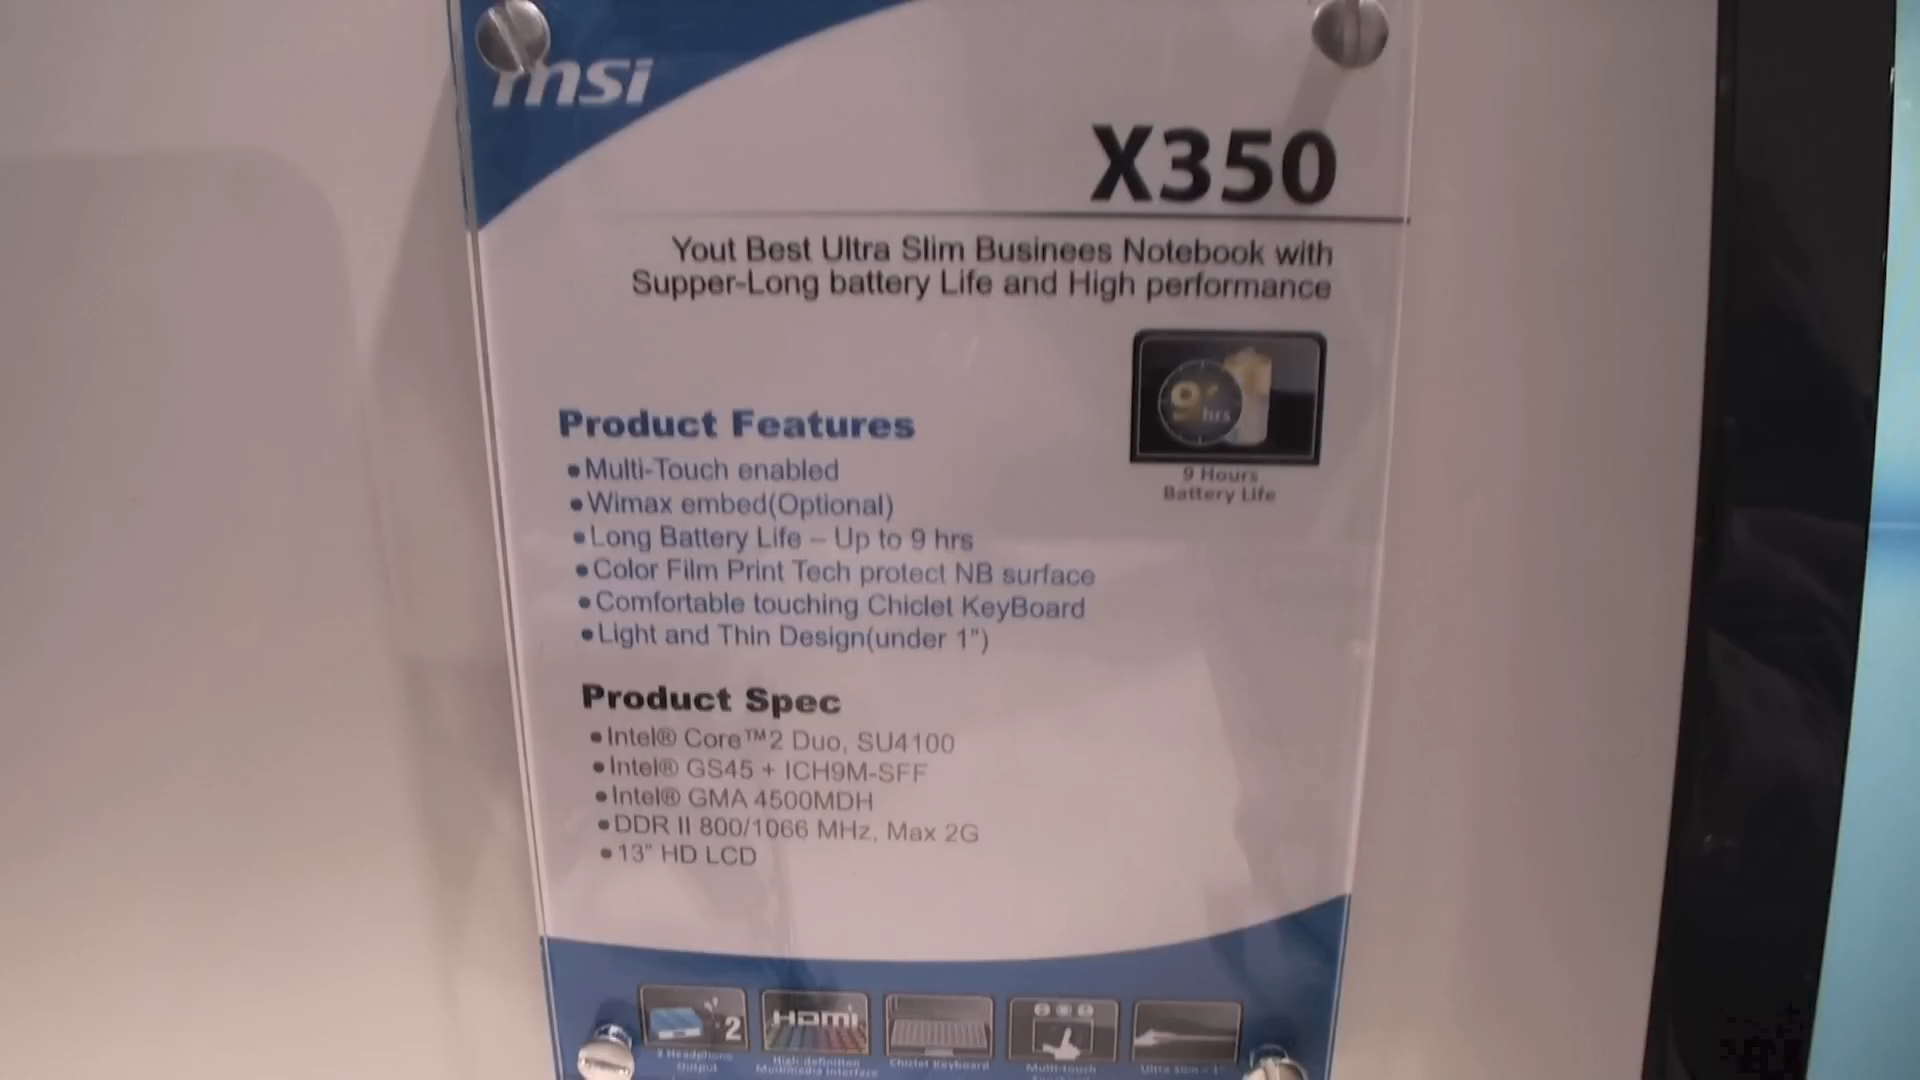 msi
X350
Yout Best Ultra Slim Businees Notebook with
Supper-Long battery Life and High performance
9 hrs
9 Hours
Battery Life
Product Features
•Multi-Touch enabled
•Wimax embed(Optional)
•Long Battery Life – Up to 9 hrs
•Color Film Print Tech protect NB surface
•Comfortable touching Chiclet KeyBoard
•Light and Thin Design(under 1")
Product Spec
•Intel® Core™2 Duo, SU4100
•Intel® GS45 + ICH9M-SFF
•Intel® GMA 4500MDH
•DDR II 800/1066 MHz, Max 2G
•13" HD LCD
2
HDMI
Headphone
Output
High-definition
Multimedia Interface
Chiclet Keyboard
Multi-touch
Ultra Slim